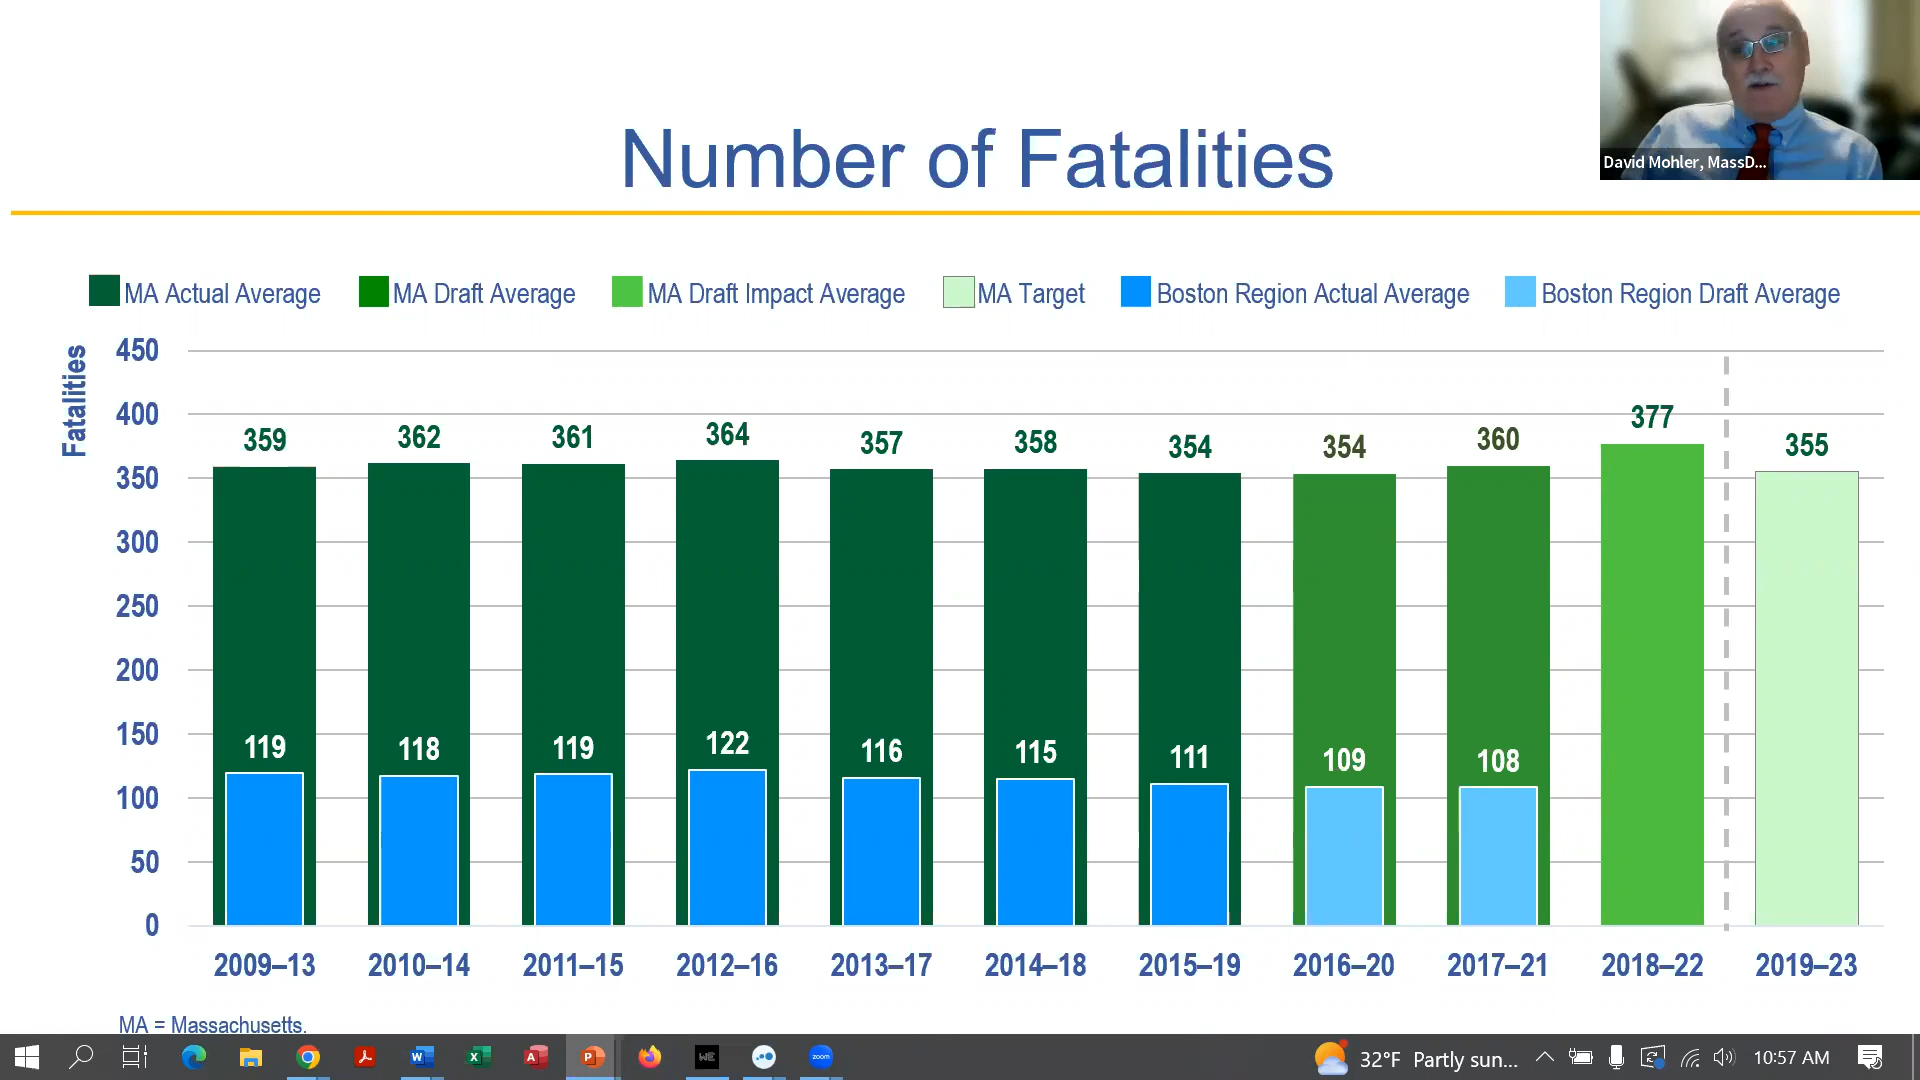 David Mohler, MassD...
Number of Fatalities
MA Actual Average MA Draft Average MA Draft Impact Average MA Target Boston Region Actual Average Boston Region Draft Average
Fatalities
450
400
350
300
250
200
150
100
50
0
359 362 361 364 357 358 354 354 360 377 355
119 118 119 122 116 115 111 109 108
2009–13 2010–14 2011–15 2012–16 2013–17 2014–18 2015–19 2016–20 2017–21 2018–22 2019–23
MA = Massachusetts.
32°F Partly sun... 10:57 AM
WE
zoom